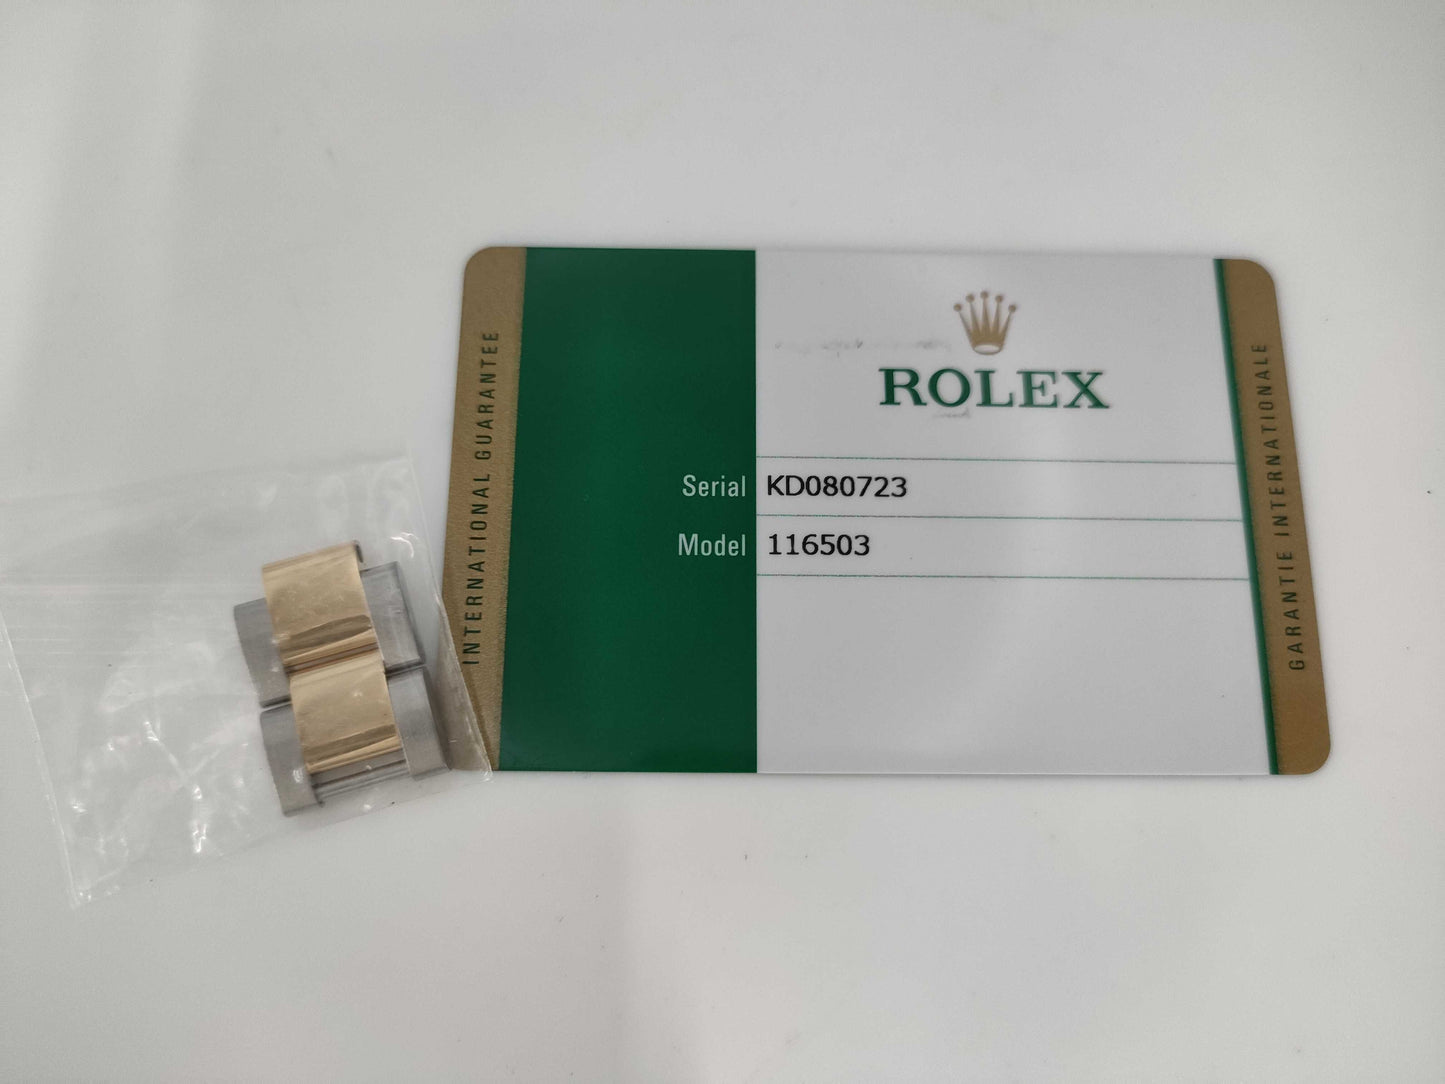 INTERNATIONAL GUARANTEE
ROLEX
Serial KD080723
Model 116503
GARANTIE INTERNATIONALE